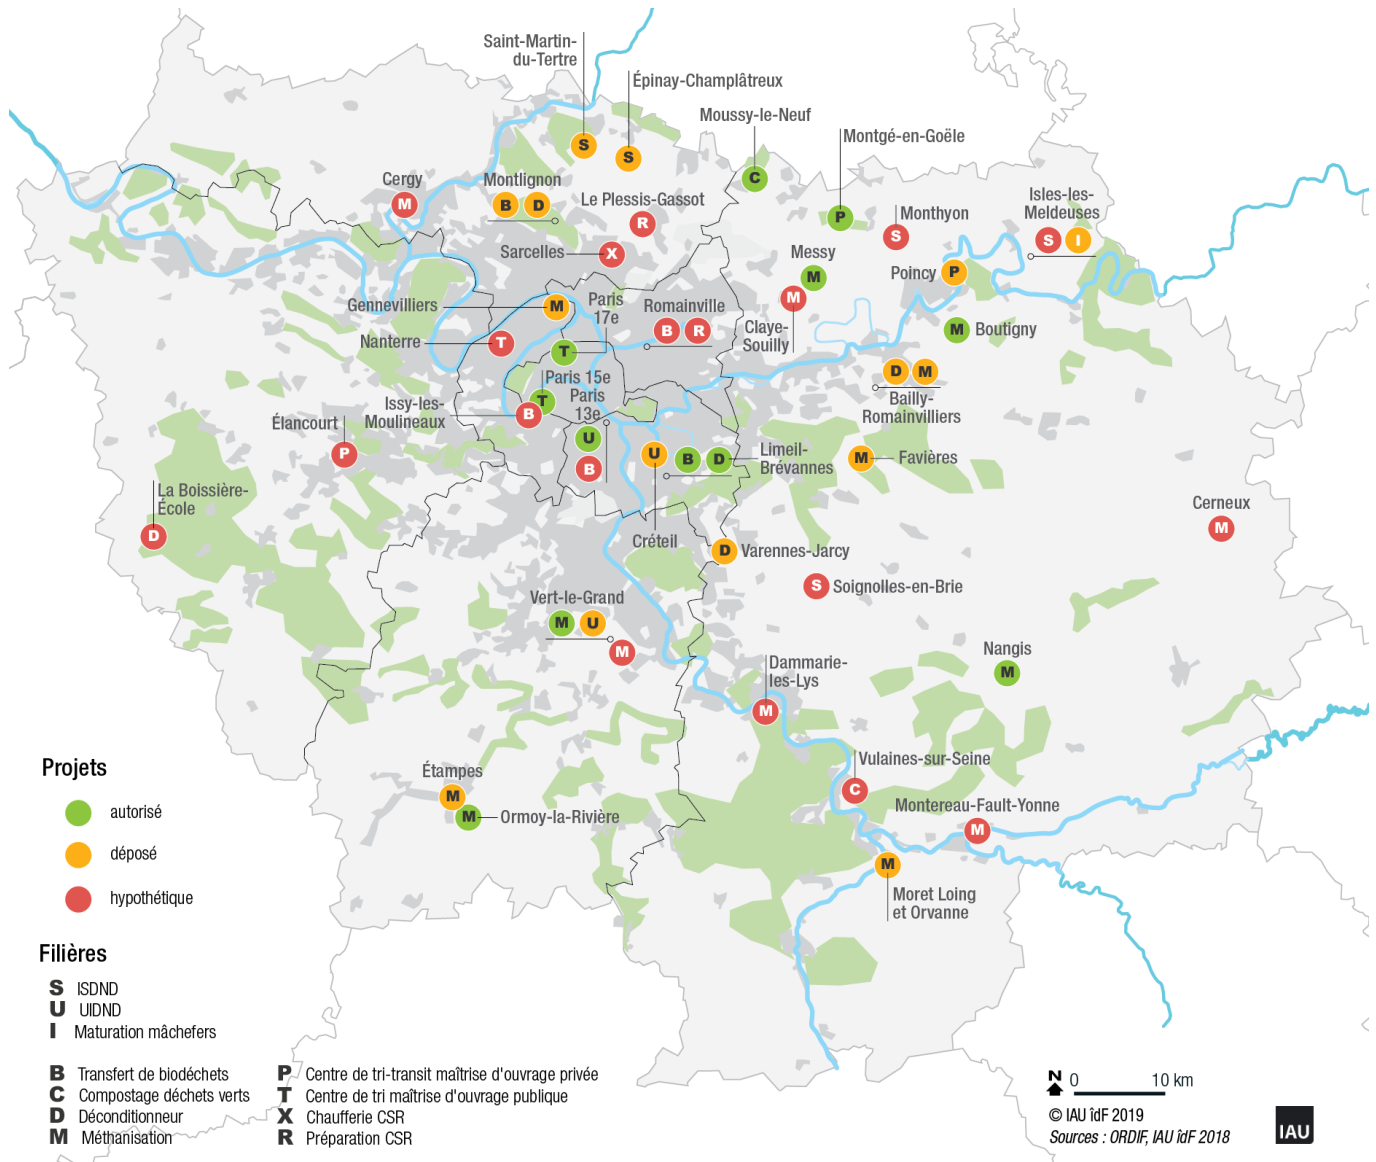 Saint-Martin-
du-Tertre
S
Épinay-Champlâtreux
S
Moussy-le-Neuf
C
Montgé-en-Goële
P
Cergy
M
Montlignon
B D
Le Plessis-Gassot
R
Sarcelles
X
Monthyon
S
Isles-les-
Meldeuses
S I
Messy
M
M
Claye-
Souilly
Poincy
P
M
Boutigny
Gennevilliers
M
Paris
17e
T
Romainville
B R
Nanterre
T
Paris 15e
T
Issy-les-
Moulineaux
B
Paris
13e
U
B
D M
Bailly-
Romainvilliers
Élancourt
P
U
Créteil
B D
Limeil-
Brévannes
M
Favières
La Boissière-
École
D
Cerneux
M
D
Varennes-Jarcy
S
Soignolles-en-Brie
Vert-le-Grand
M U
M
Nangis
M
Dammarie-
les-Lys
M
Vulaines-sur-Seine
C
Étampes
M
M
Ormoy-la-Rivière
Montereau-Fault-Yonne
M
M
Moret Loing
et Orvanne
Projets
autorisé
déposé
hypothétique
Filières
S ISDND
U UIDND
I Maturation mâchefers
B Transfert de biodéchets
C Compostage déchets verts
D Déconditionneur
M Méthanisation
P Centre de tri-transit maîtrise d'ouvrage privée
T Centre de tri maîtrise d'ouvrage publique
X Chaufferie CSR
R Préparation CSR
N
0 10 km
© IAU îdF 2019
Sources : ORDIF, IAU îdF 2018
IAU